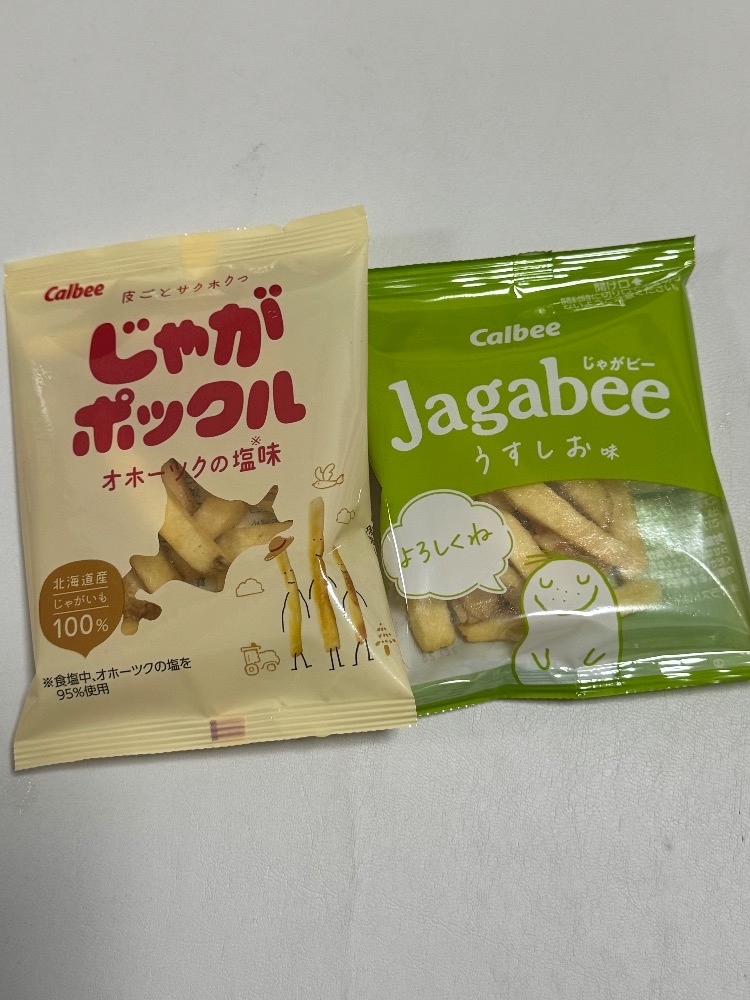 Calbee
皮ごとサクホクっ
じゃが
ポックル
オホーツクの塩※味
北海道産
じゃがいも
100%
※食塩中、オホーツクの塩を
95%使用
開け口
Calbee
じゃがビー
Jagabee
うすしお味
よろしくね